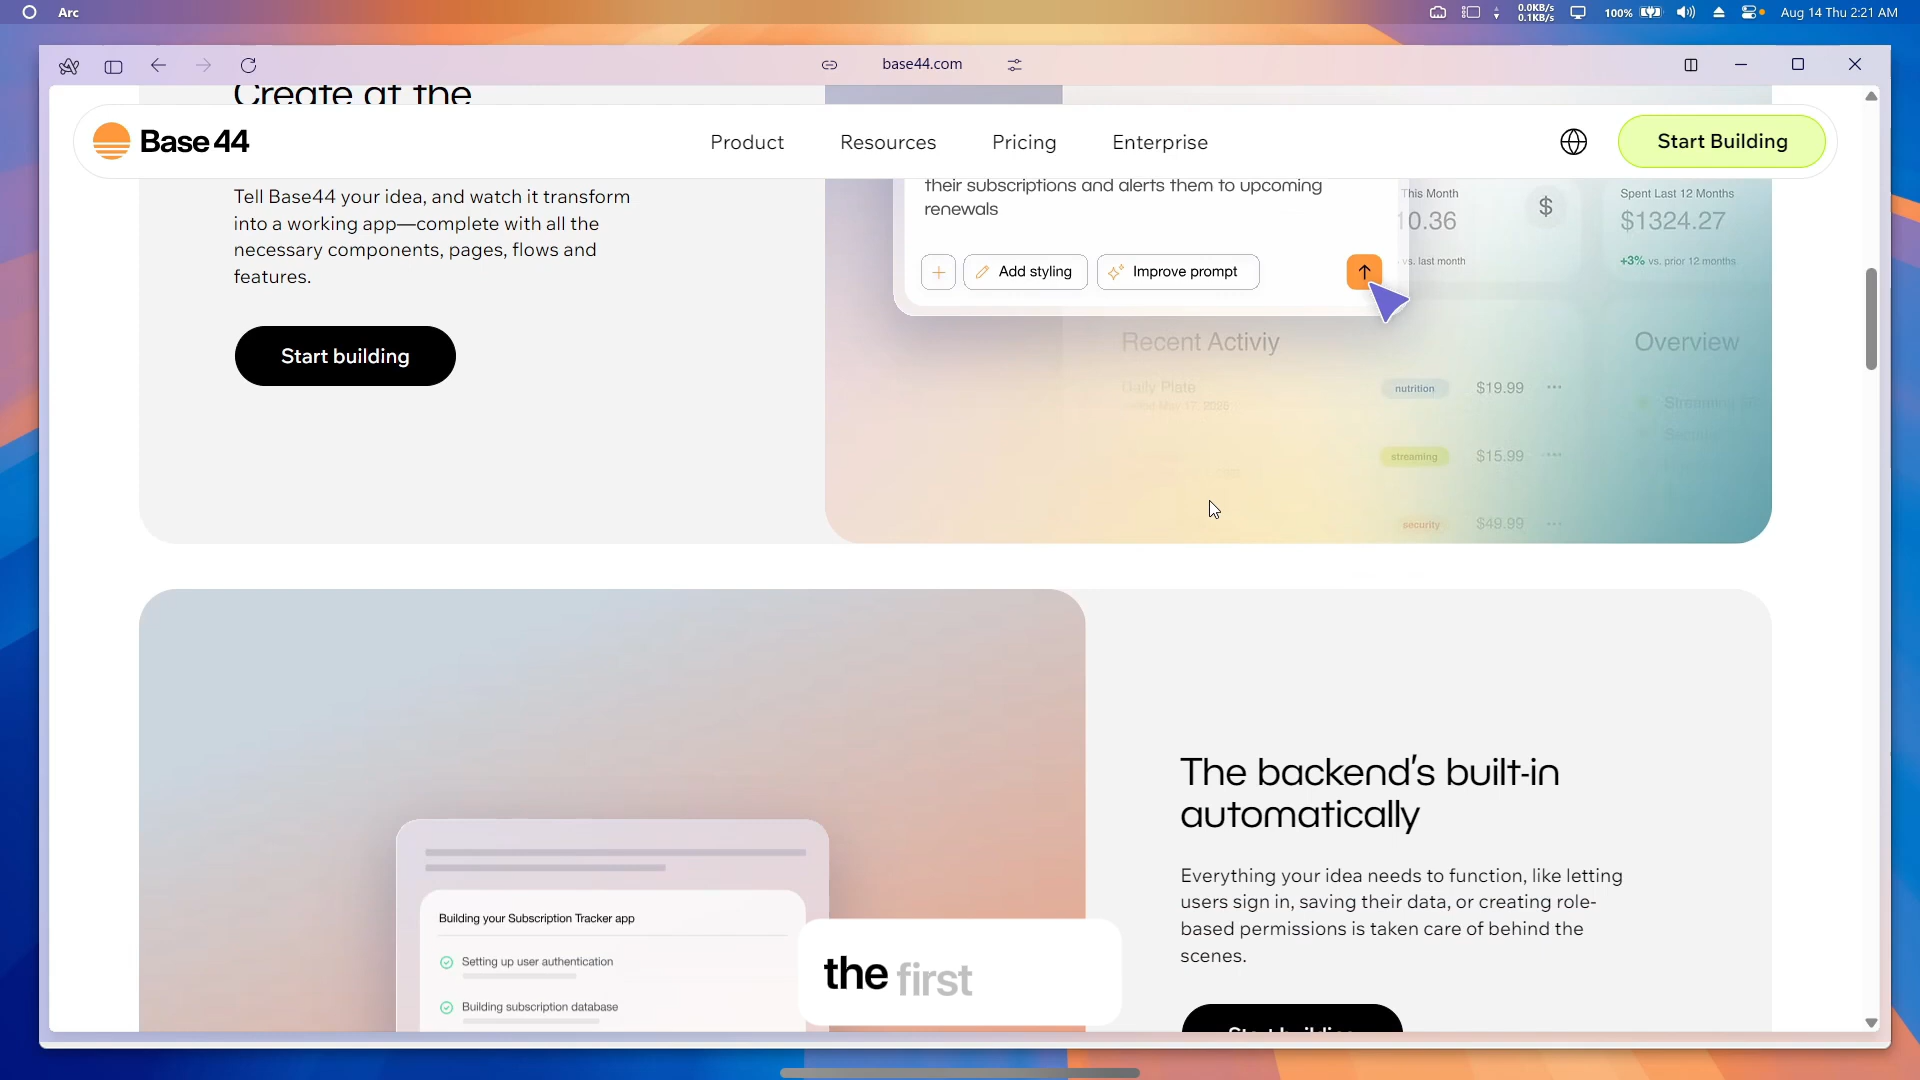 Arc
0.0KB/s
0.1KB/s
100%
Aug 14 Thu 2:21 AM
base44.com
Create at the
Base 44
Product
Resources
Pricing
Enterprise
Start Building
Tell Base44 your idea, and watch it transform
into a working app—complete with all the
necessary components, pages, flows and
features.
Start building
their subscriptions and alerts them to upcoming
renewals
Add styling
Improve prompt
This Month
0.36
vs. last month
$
Spent Last 12 Months
$1324.27
+3% vs. prior 12 months
Recent Activiy
Overview
Daily Plate
nutrition
$19.99
streaming
$15.99
security
$49.99
The backend's built-in
automatically
Everything your idea needs to function, like letting
users sign in, saving their data, or creating role-
based permissions is taken care of behind the
scenes.
Start building
Building your Subscription Tracker app
Setting up user authentication
Building subscription database
the first